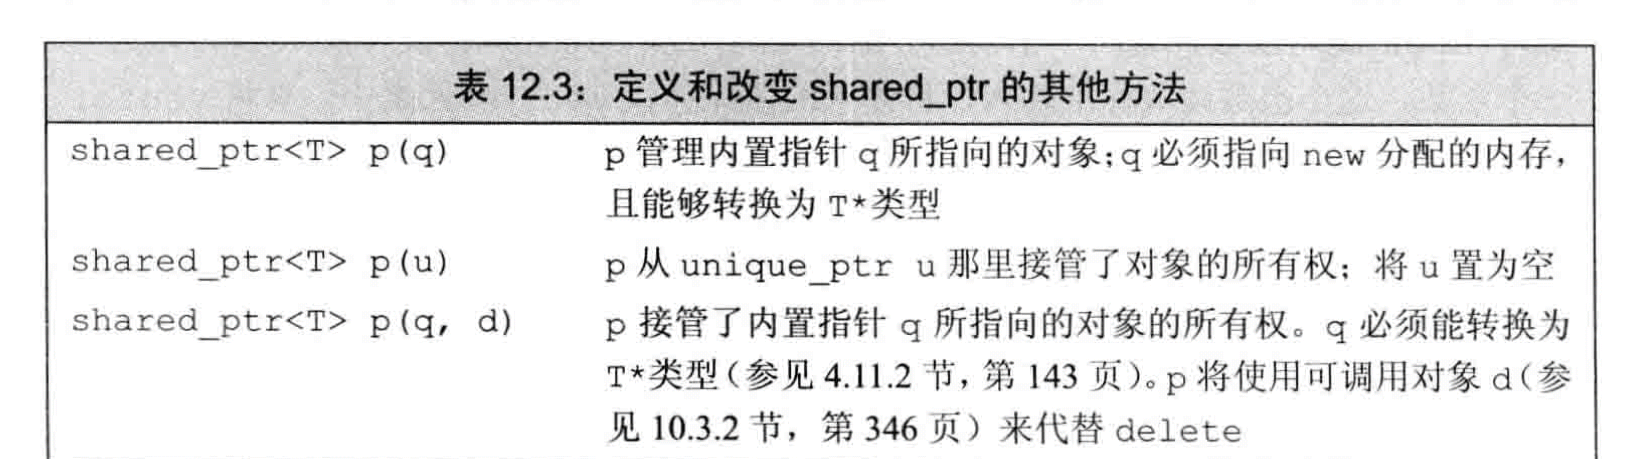 表 12.3：定义和改变 shared_ptr 的其他方法
shared_ptr<T> p(q) p 管理内置指针 q 所指向的对象；q 必须指向 new 分配的内存，
且能够转换为 T*类型
shared_ptr<T> p(u) p 从 unique_ptr u 那里接管了对象的所有权；将 u 置为空
shared_ptr<T> p(q, d) p 接管了内置指针 q 所指向的对象的所有权。q 必须能转换为
T*类型（参见 4.11.2 节，第 143 页）。p 将使用可调用对象 d（参
见 10.3.2 节，第 346 页）来代替 delete